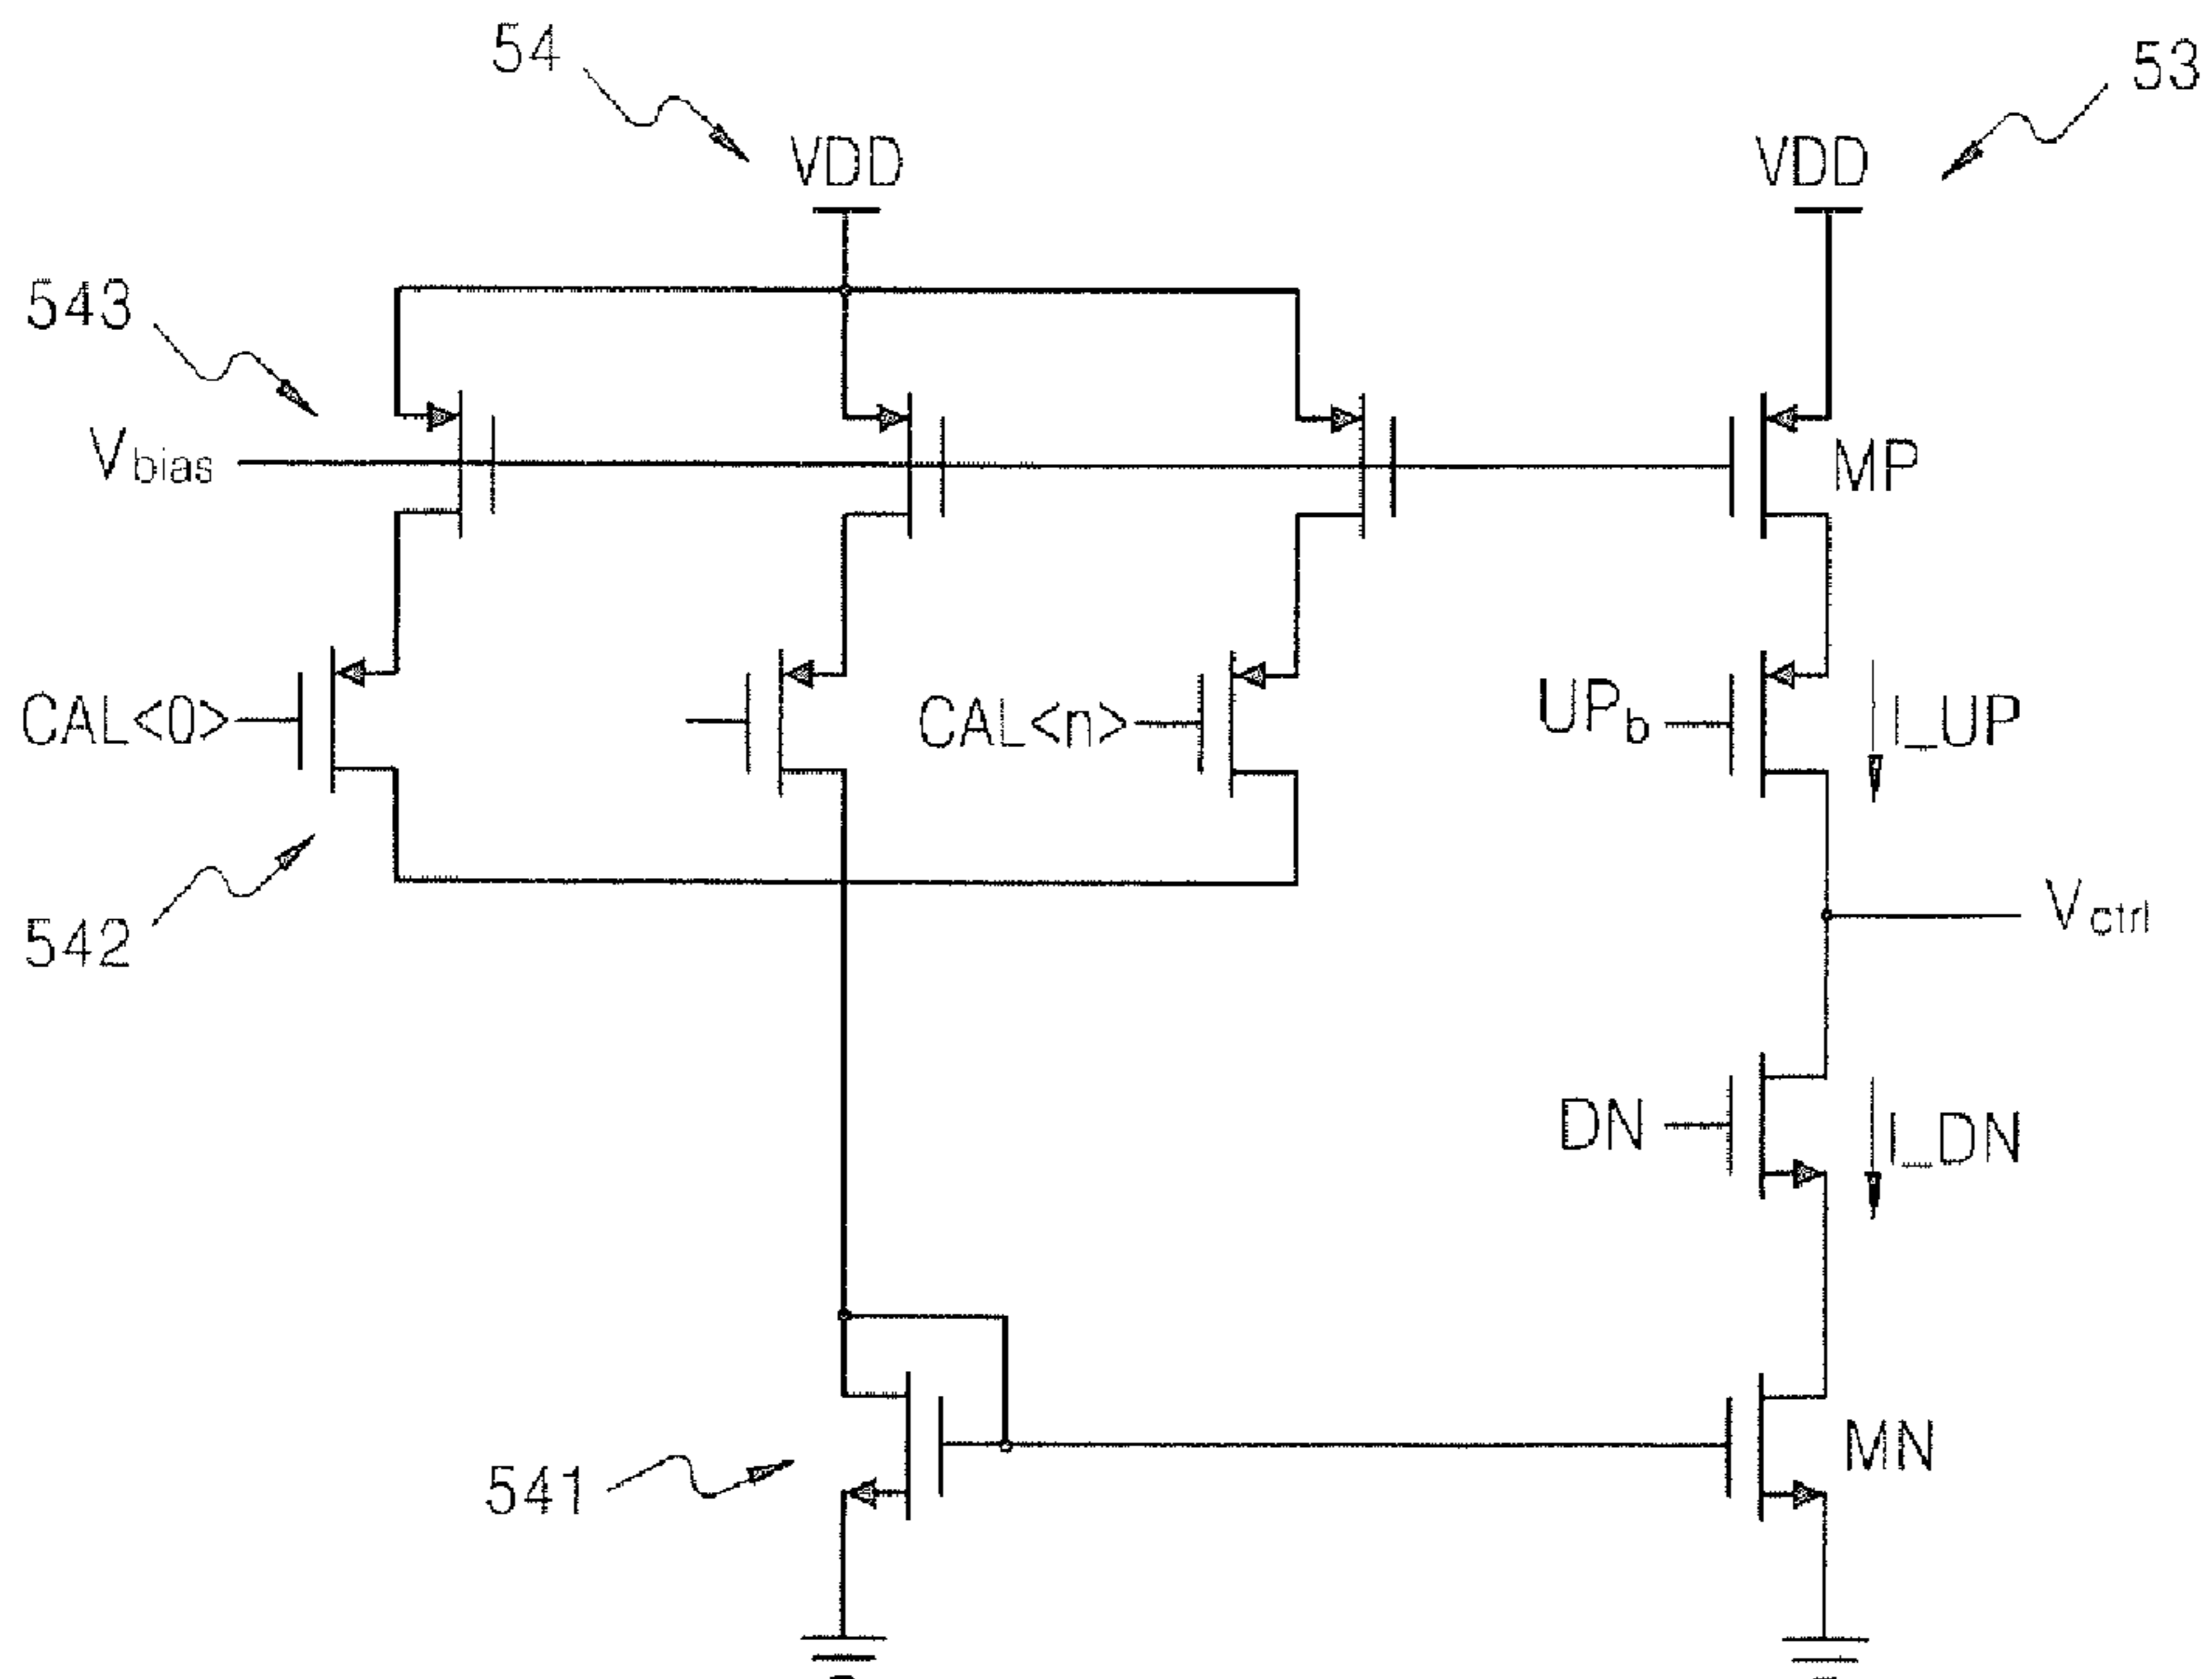 54
53
VDD
VDD
543
Vbias
MP
CAL<0>
CAL<n>
UPb
I_UP
542
Vctrl
DN
I_DN
541
MN